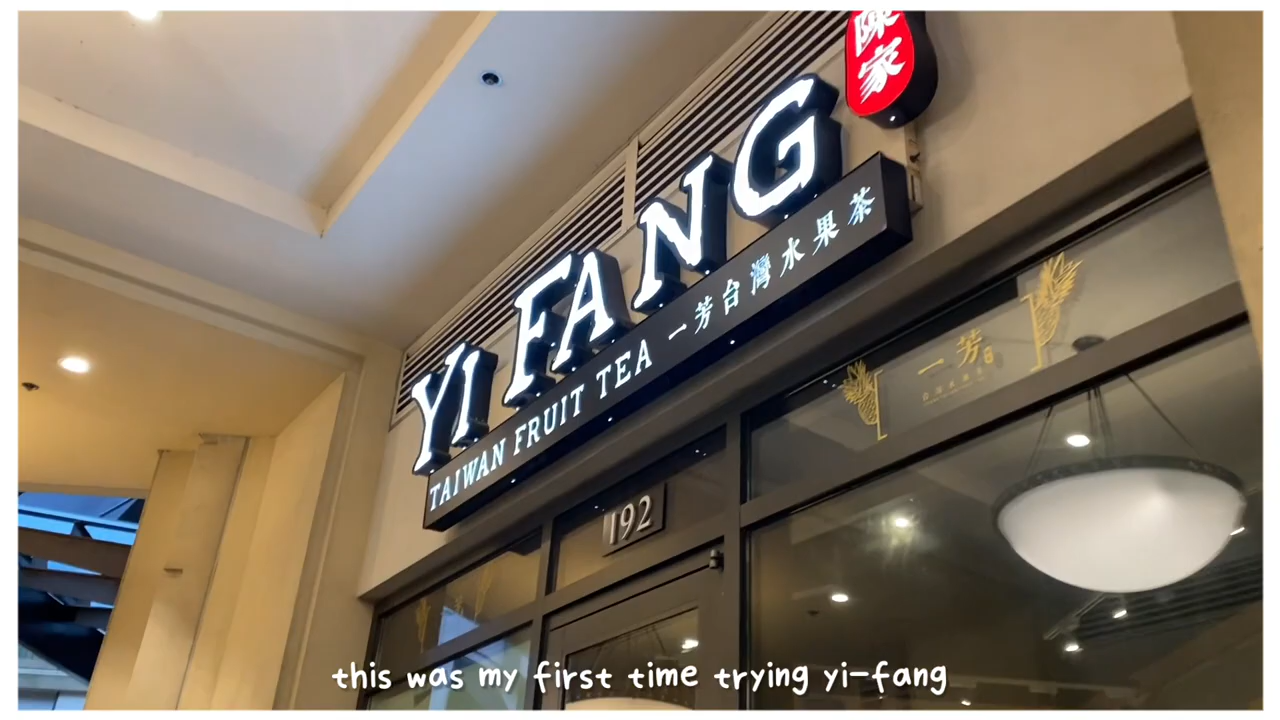 陳家
YI FANG
TAIWAN FRUIT TEA 一芳台灣水果茶
一芳
192
this was my first time trying yi-fang